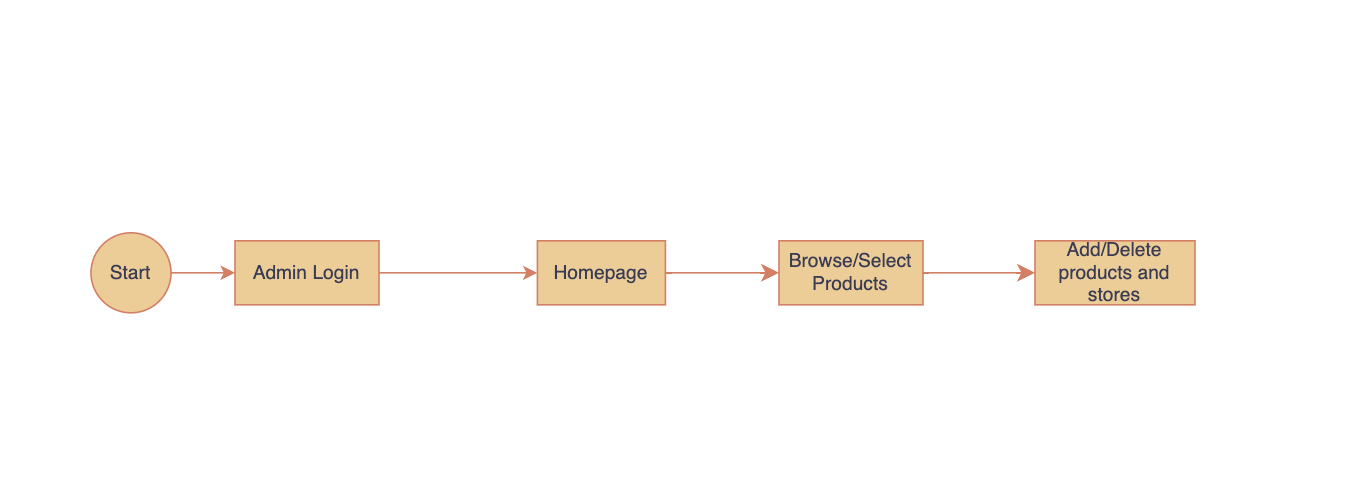 Start
Admin Login
Homepage
Browse/Select
Products
Add/Delete
products and
stores